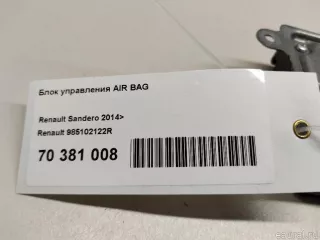 Блок управления AIR BAG
Renault Sandero 2014>
Renault 985102122R
70 381 008